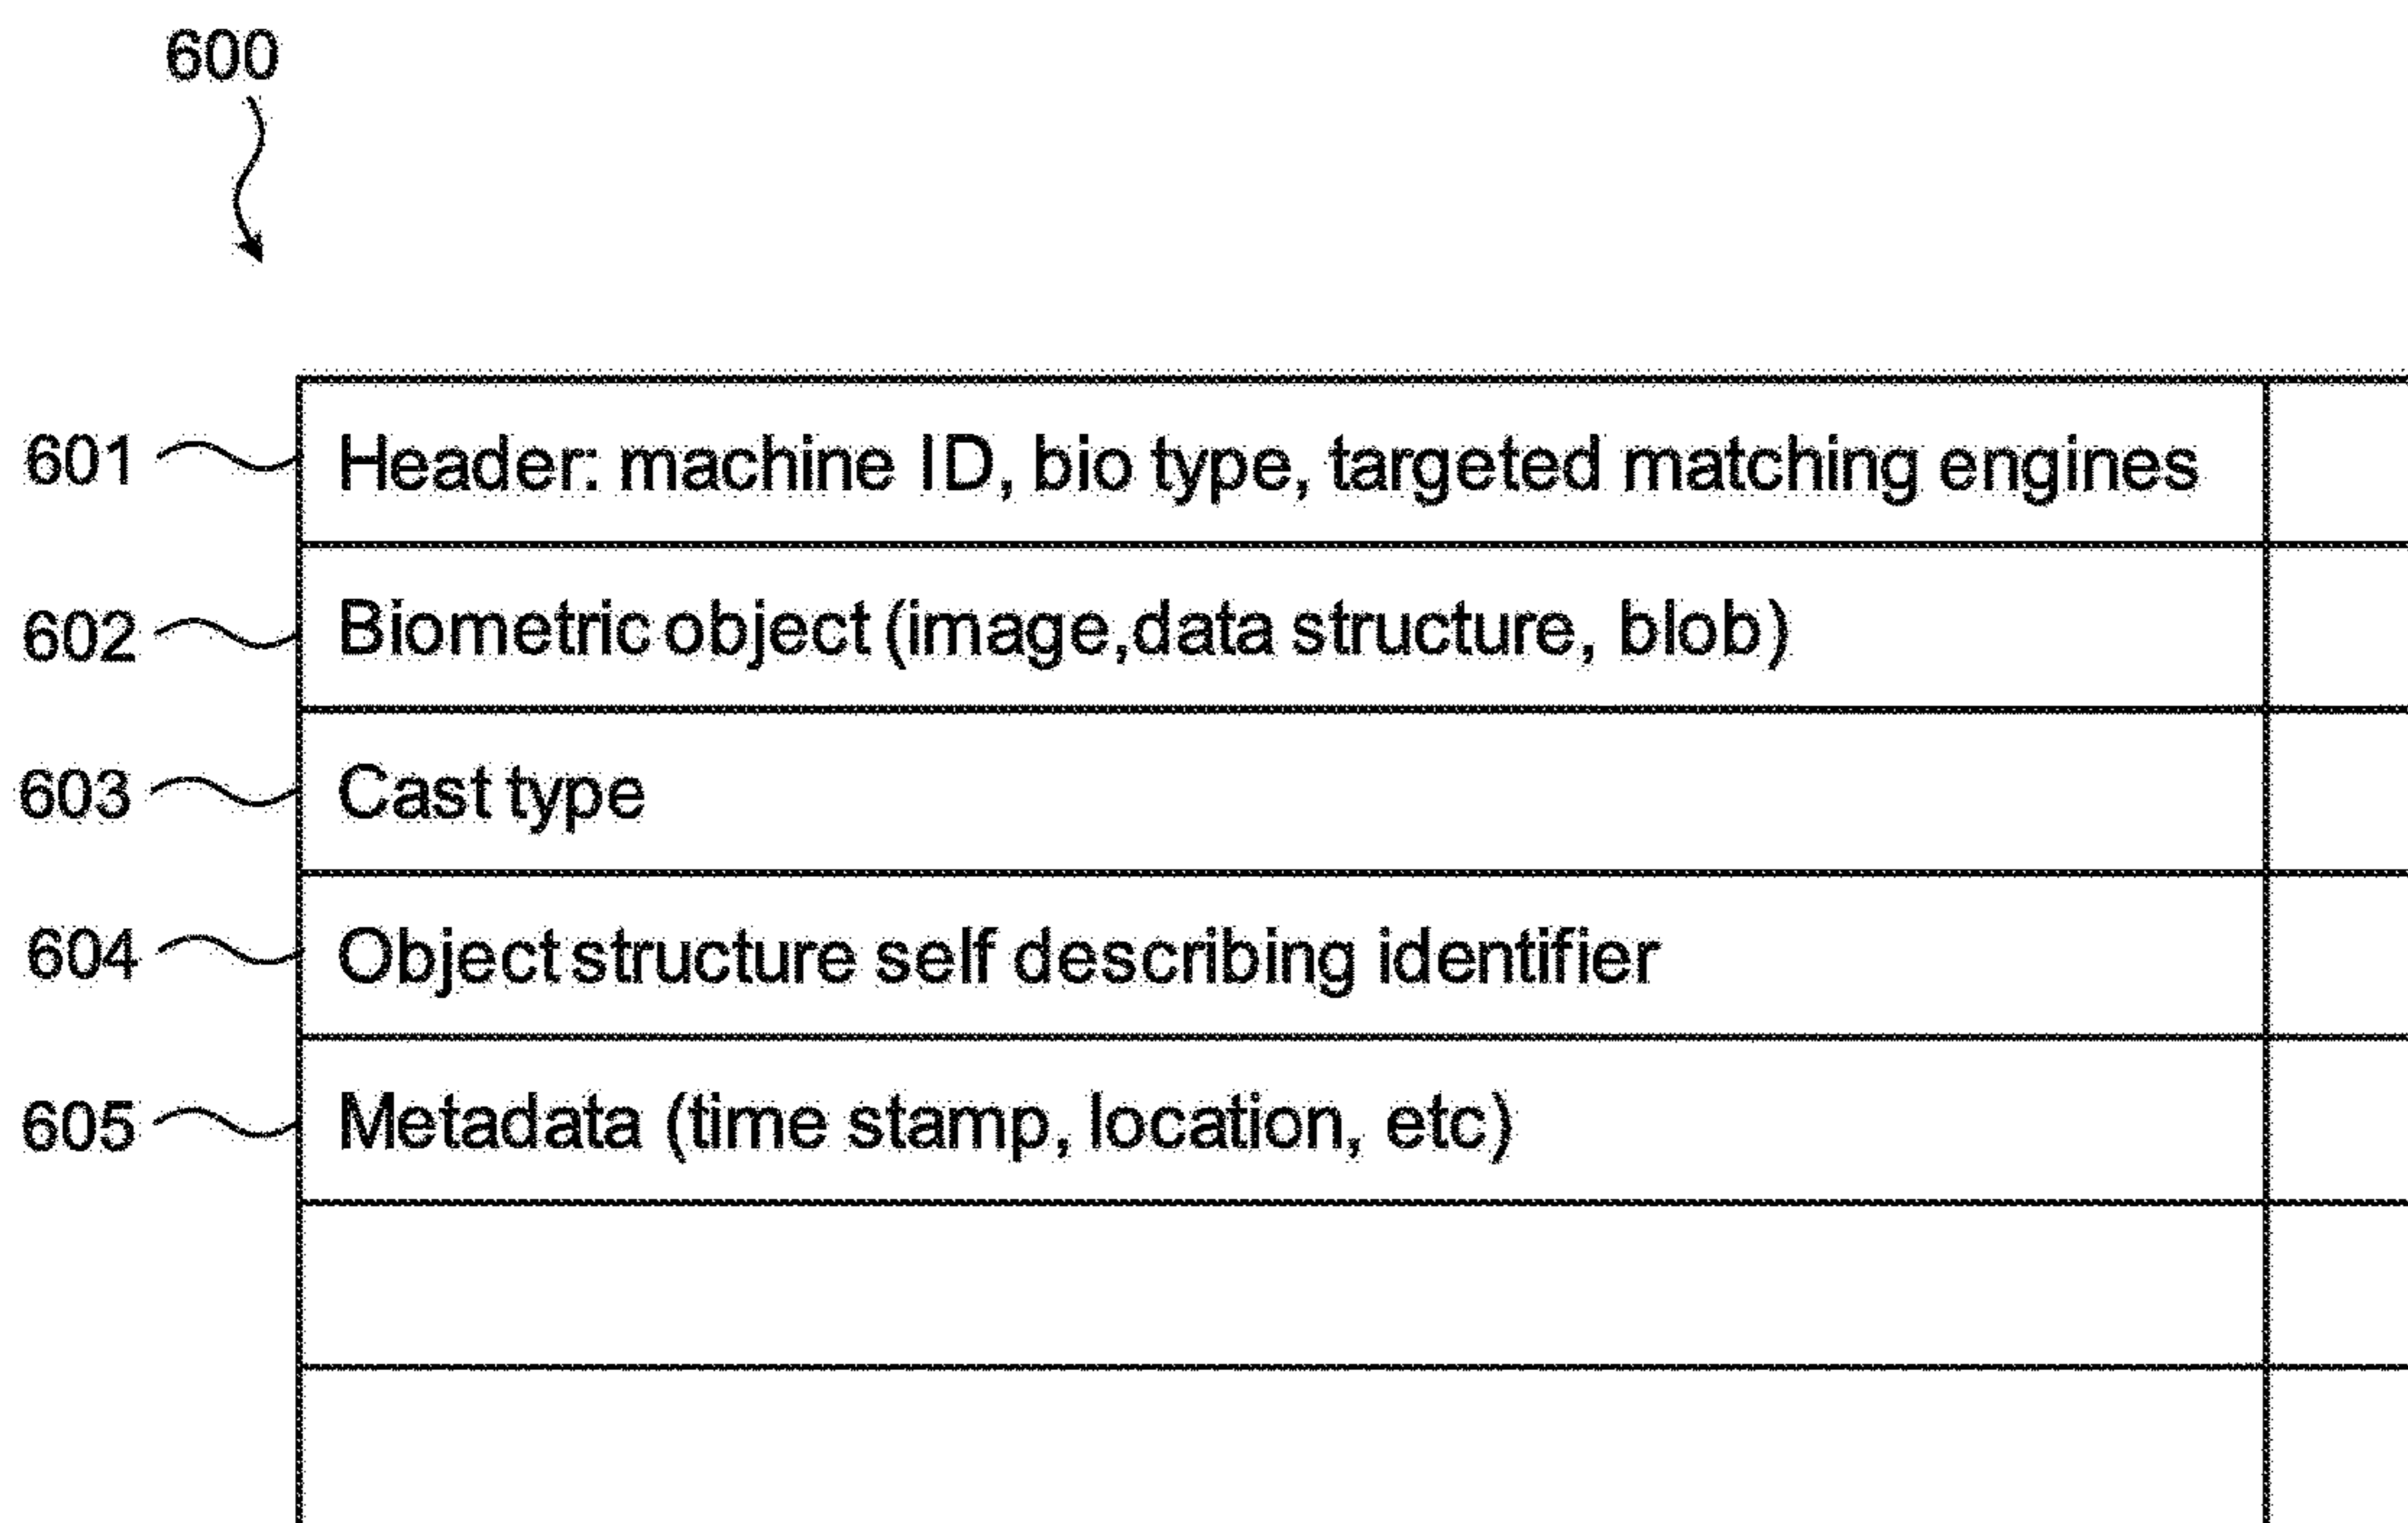 600
601 Header: machine ID, bio type, targeted matching engines
602 Biometric object (image,data structure, blob)
603 Cast type
604 Object structure self describing identifier
605 Metadata (time stamp, location, etc)